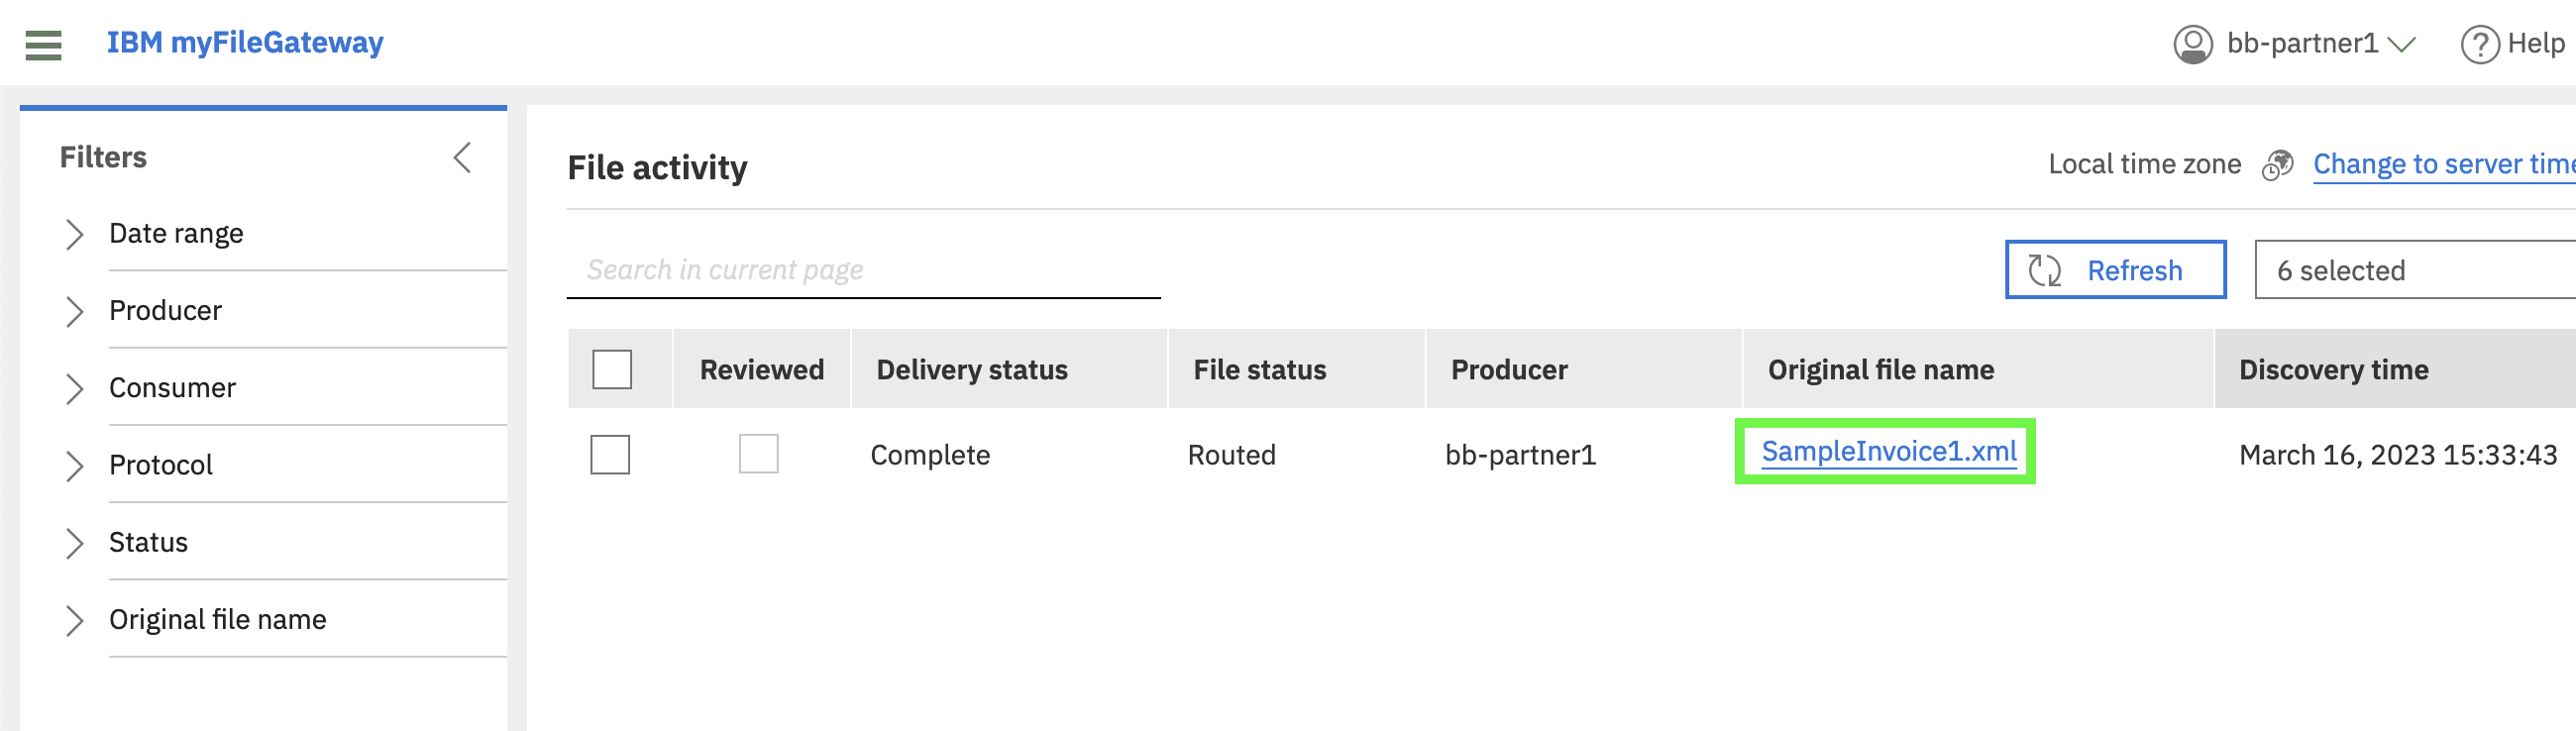 IBM myFileGateway
bb-partner1
Help
Filters
Date range
Producer
Consumer
Protocol
Status
Original file name
File activity
Local time zone
Change to server time
Search in current page
Refresh
6 selected
Reviewed
Delivery status
File status
Producer
Original file name
Discovery time
Complete
Routed
bb-partner1
SampleInvoice1.xml
March 16, 2023 15:33:43